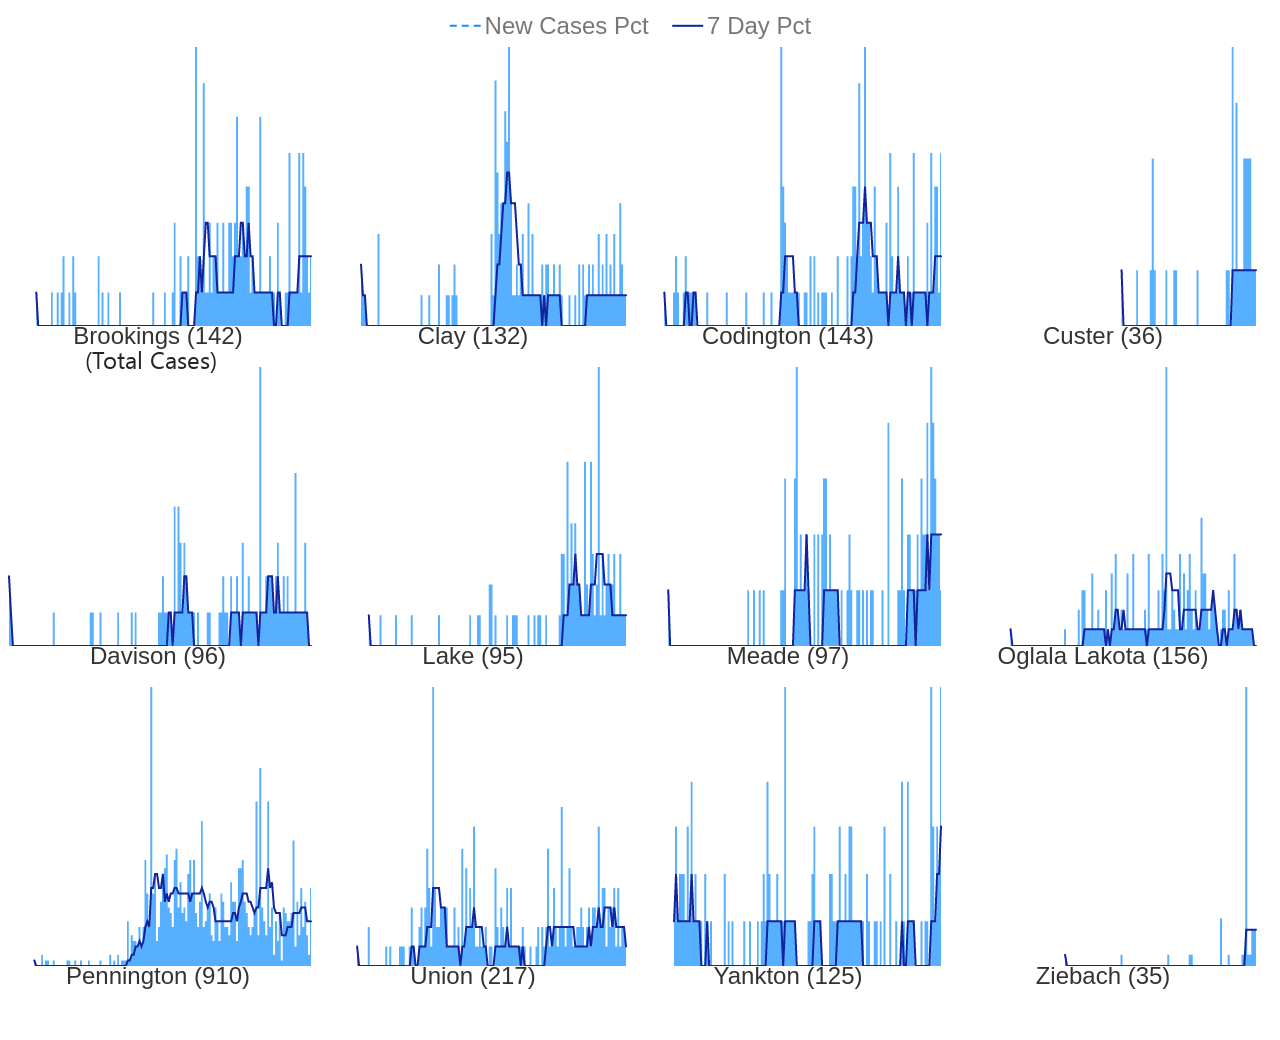 New Cases Pct 7 Day Pct
Brookings (142) Clay (132) Codington (143) Custer (36)
(Total Cases)
Davison (96) Lake (95) Meade (97) Oglala Lakota (156)
Pennington (910) Union (217) Yankton (125) Ziebach (35)